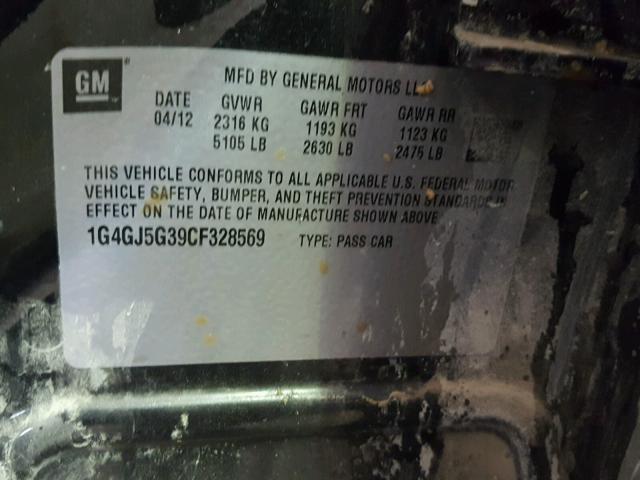 GM
MFD BY GENERAL MOTORS LLC
DATE GVWR GAWR FRT GAWR RR
04/12 2316 KG 1193 KG 1123 KG
5105 LB 2630 LB 2475 LB
THIS VEHICLE CONFORMS TO ALL APPLICABLE U.S. FEDERAL MOTOR
VEHICLE SAFETY, BUMPER, AND THEFT PREVENTION STANDARDS IN
EFFECT ON THE DATE OF MANUFACTURE SHOWN ABOVE
1G4GJ5G39CF328569 TYPE: PASS CAR